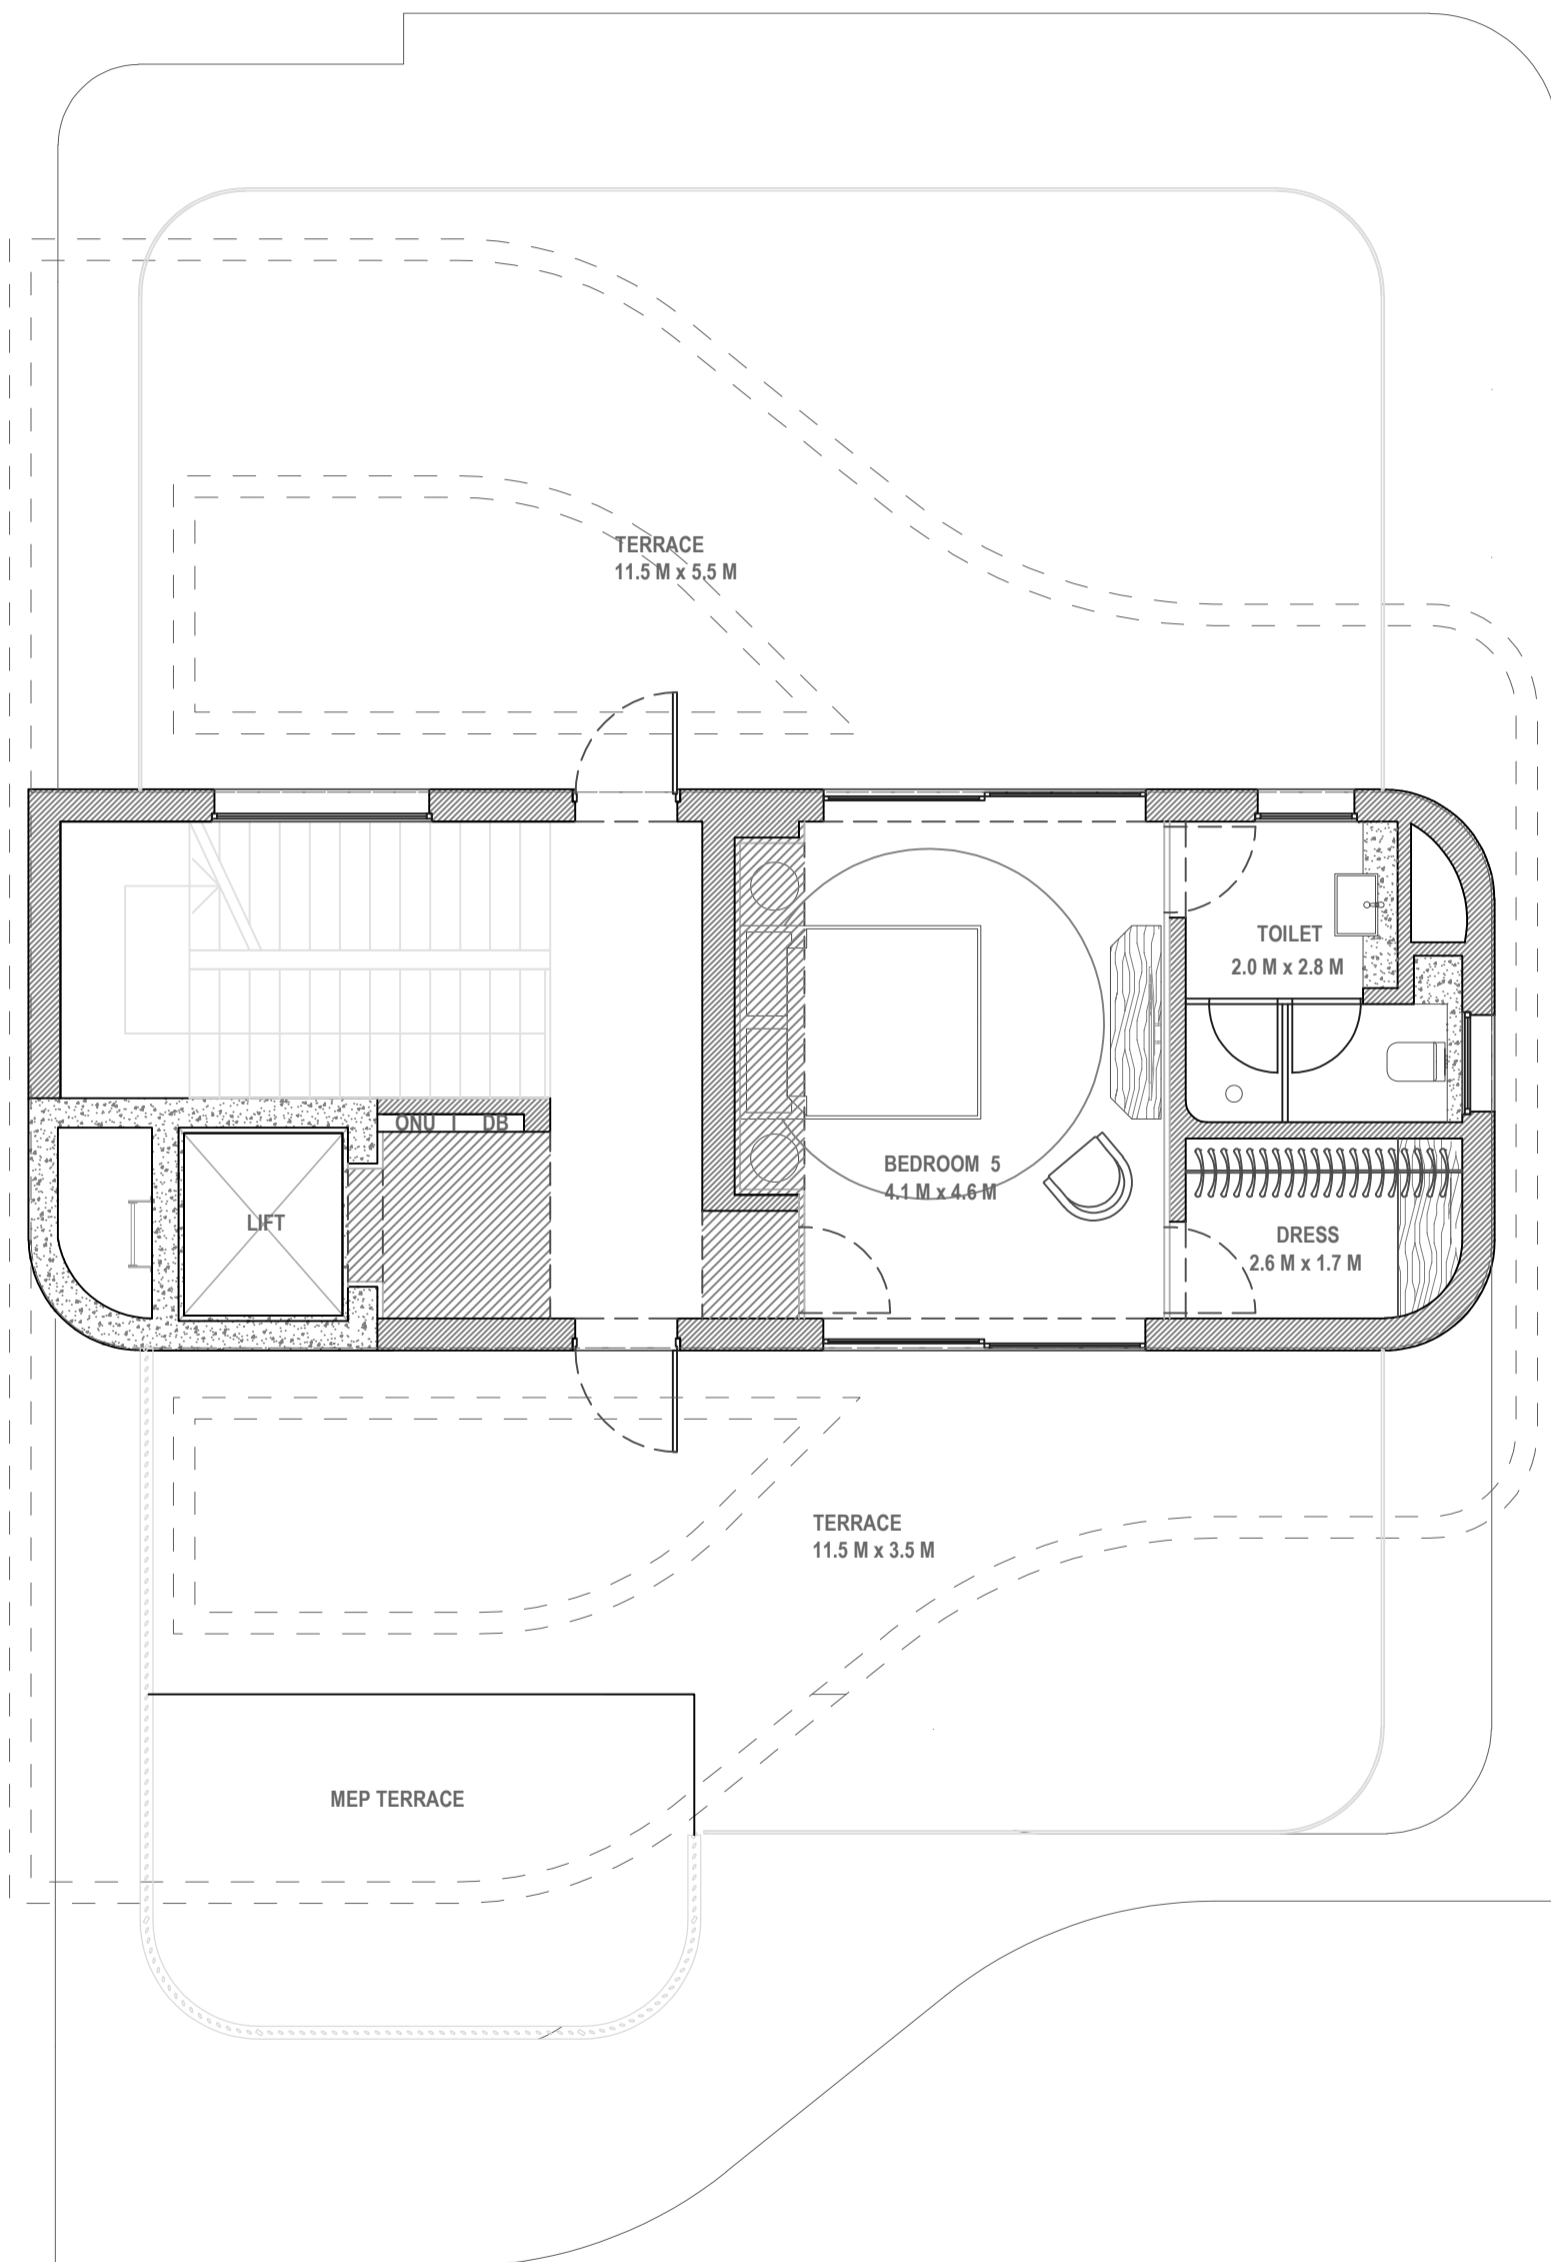 TERRACE
11.5 M x 5.5 M
TOILET
2.0 M x 2.8 M
ONU I DB
BEDROOM 5
4.1 M x 4.6 M
LIFT
DRESS
2.6 M x 1.7 M
TERRACE
11.5 M x 3.5 M
MEP TERRACE